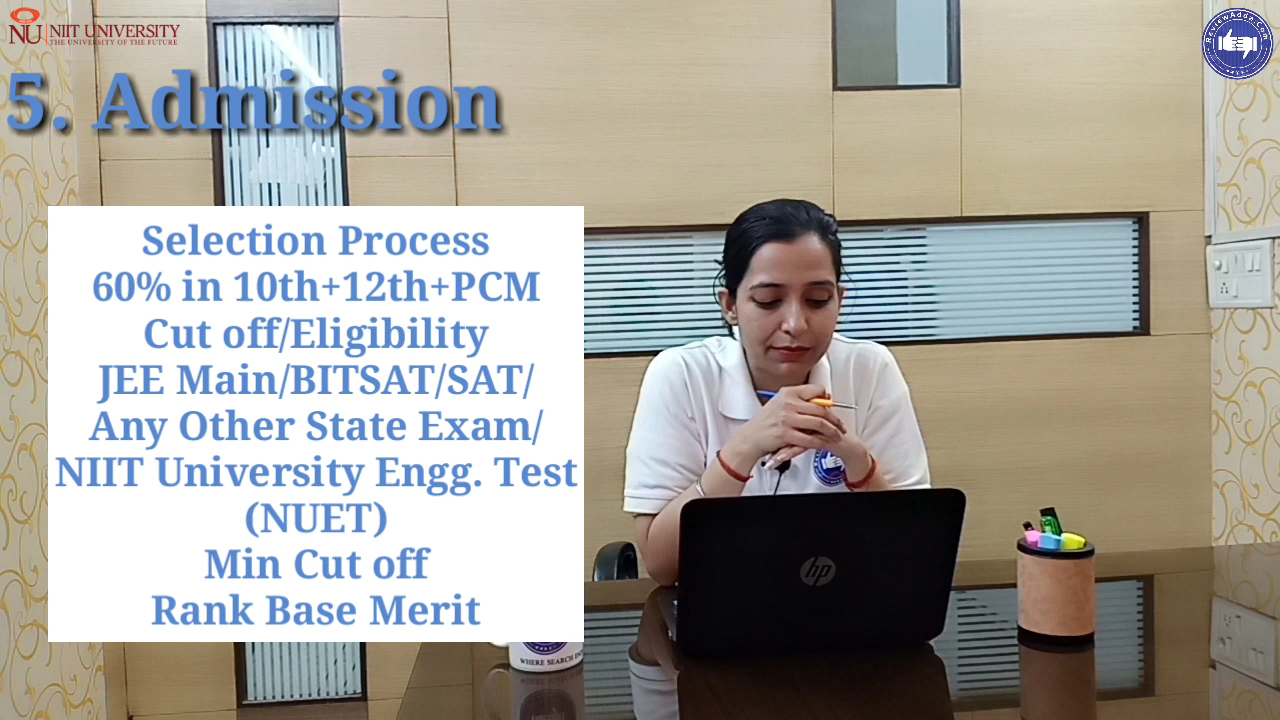 NU NIIT UNIVERSITY
THE UNIVERSITY OF THE FUTURE
ReviewAdda.Com
5. Admission
Selection Process
60% in 10th+12th+PCM
Cut off/Eligibility
JEE Main/BITSAT/SAT/
Any Other State Exam/
NIIT University Engg. Test
(NUET)
Min Cut off
Rank Base Merit
hp
WHERE SEARCH